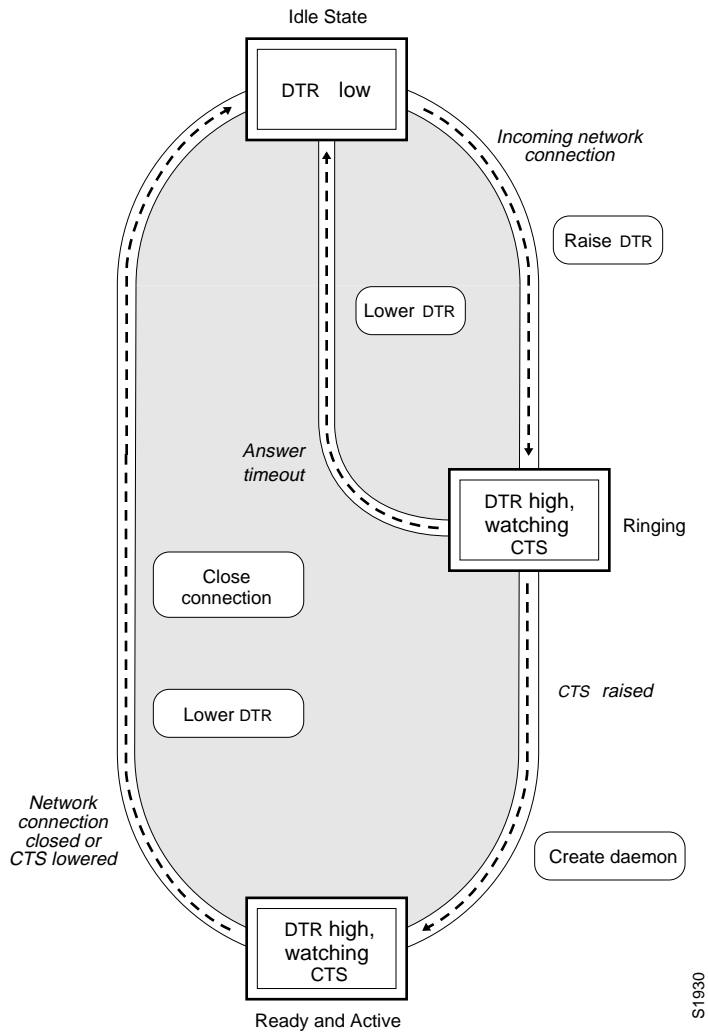 Idle State
DTR low
Incoming network
connection
Raise DTR
Lower DTR
Answer
timeout
DTR high,
watching
CTS
Ringing
Close
connection
CTS raised
Lower DTR
Network
connection
closed or
CTS lowered
Create daemon
DTR high,
watching
CTS
Ready and Active
S1930